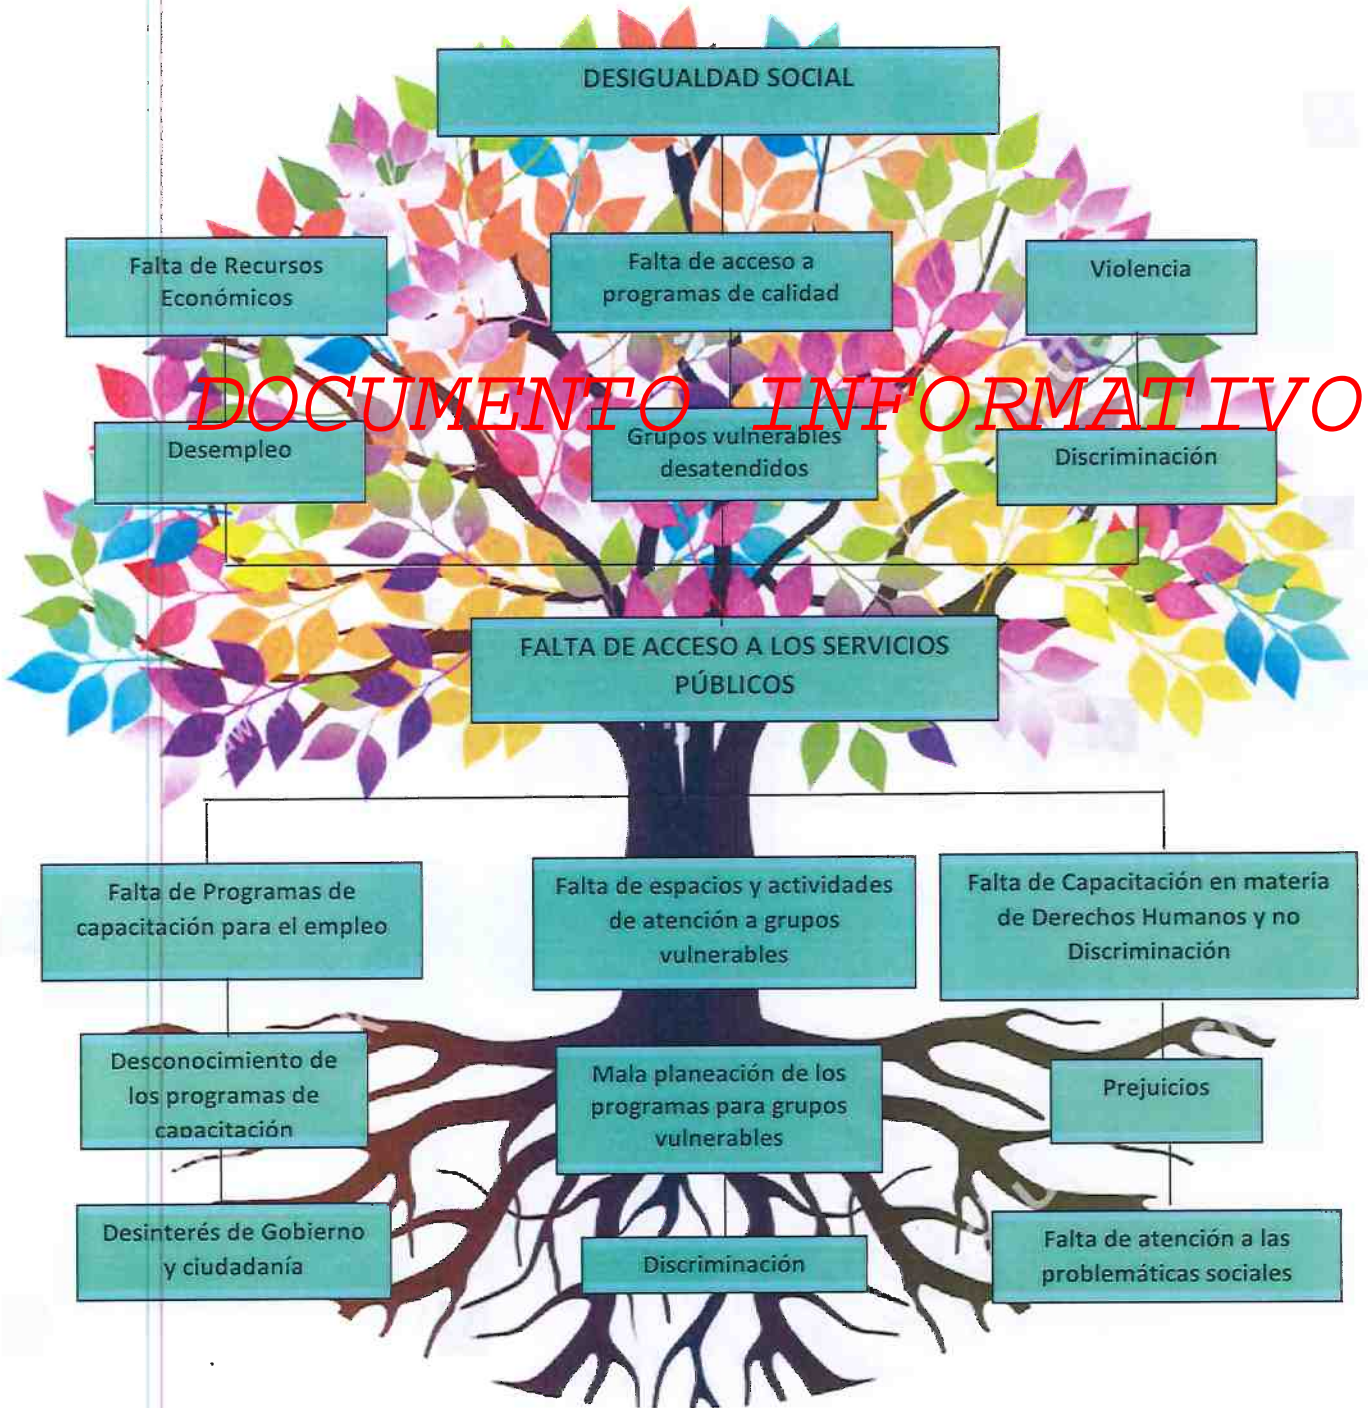 DESIGUALDAD SOCIAL
Falta de Recursos
Económicos
Falta de acceso a
programas de calidad
Violencia
DOCUMENTO INFORMATIVO
Desempleo
Grupos vulnerables
desatendidos
Discriminación
FALTA DE ACCESO A LOS SERVICIOS
PÚBLICOS
Falta de Programas de
capacitación para el empleo
Falta de espacios y actividades
de atención a grupos
vulnerables
Falta de Capacitación en materia
de Derechos Humanos y no
Discriminación
Desconocimiento de
los programas de
capacitación
Mala planeación de los
programas para grupos
vulnerables
Prejuicios
Desinterés de Gobierno
y ciudadanía
Discriminación
Falta de atención a las
problemáticas sociales